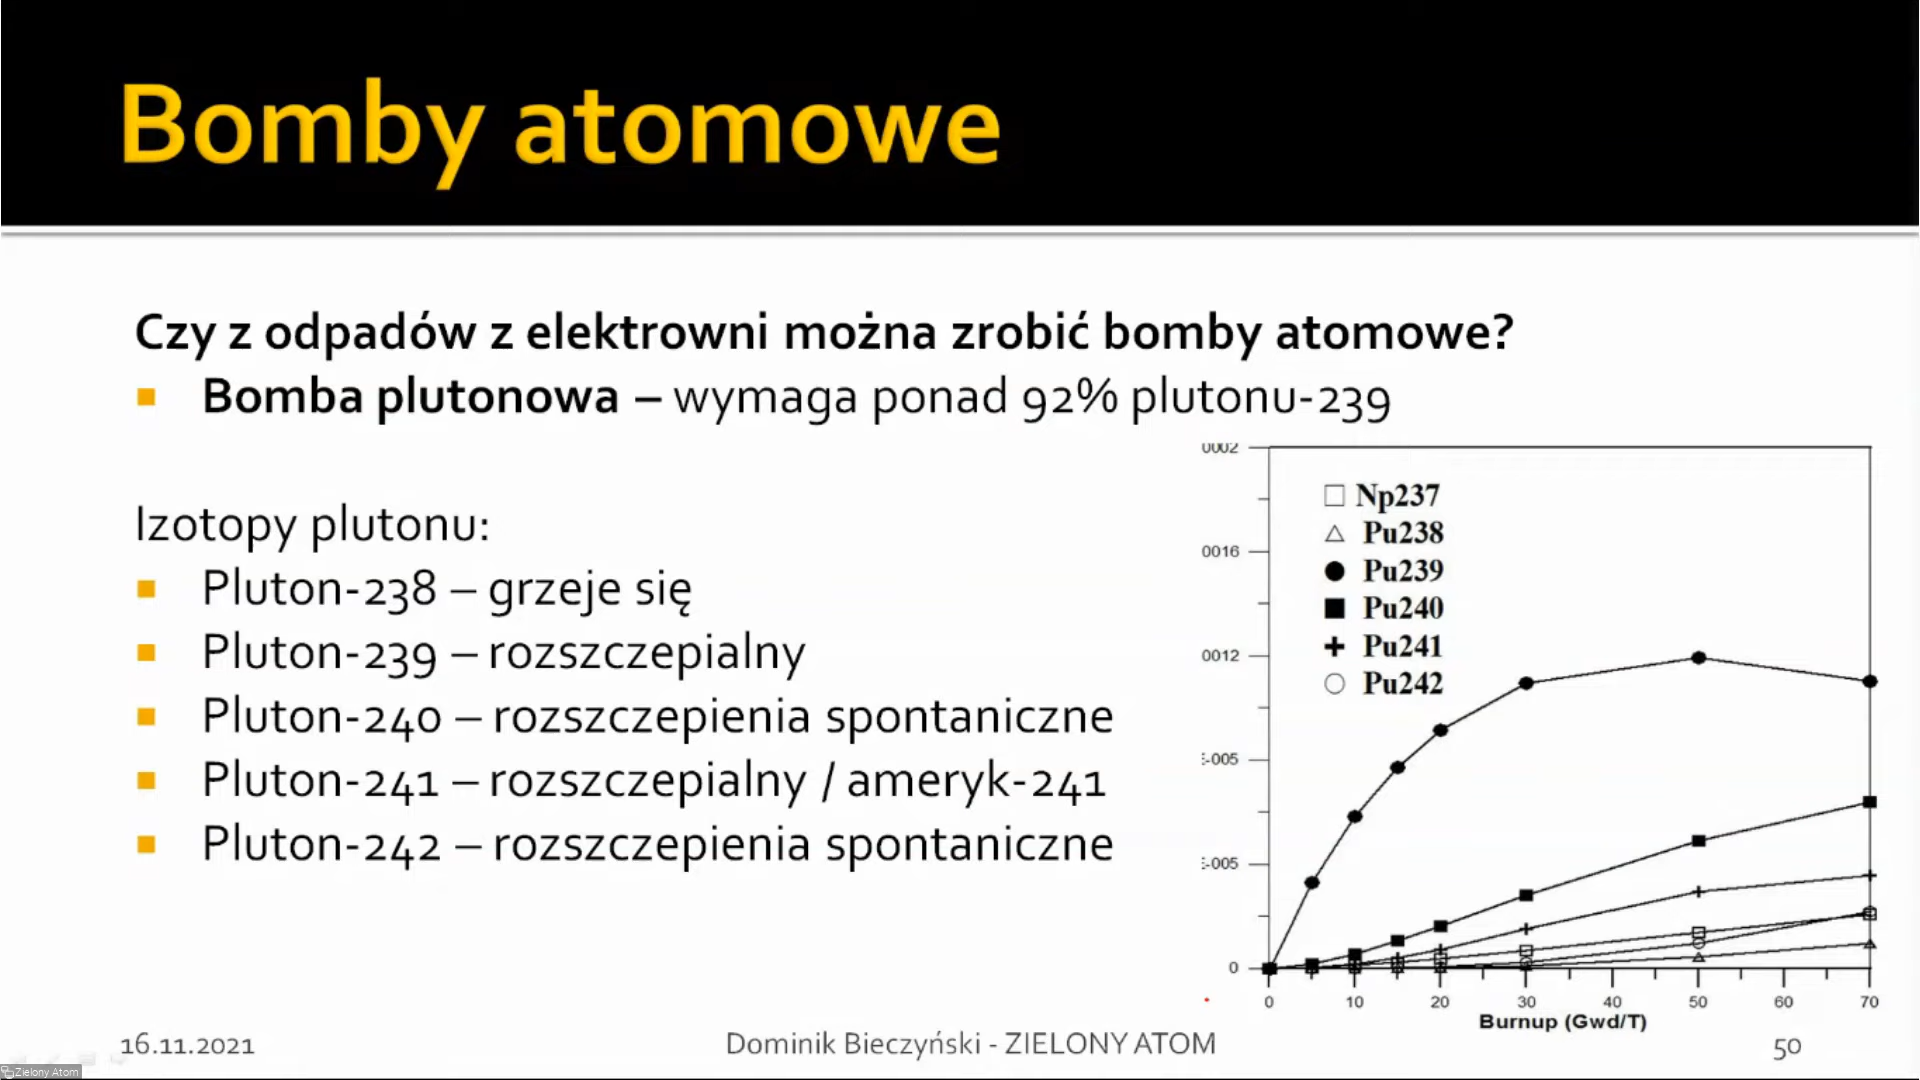 Bomby atomowe
Czy z odpadów z elektrowni można zrobić bomby atomowe?
Bomba plutonowa – wymaga ponad 92% plutonu-239
Izotopy plutonu:
Pluton-238 – grzeje się
Pluton-239 – rozszczepialny
Pluton-240 – rozszczepienia spontaniczne
Pluton-241 – rozszczepialny / ameryk-241
Pluton-242 – rozszczepienia spontaniczne
0002
0016
0012
E-005
E-005
0
Np237
Pu238
Pu239
Pu240
Pu241
Pu242
0 10 20 30 40 50 60 70
Burnup (Gwd/T)
16.11.2021
Dominik Bieczyński - ZIELONY ATOM
50
Zielony Atom